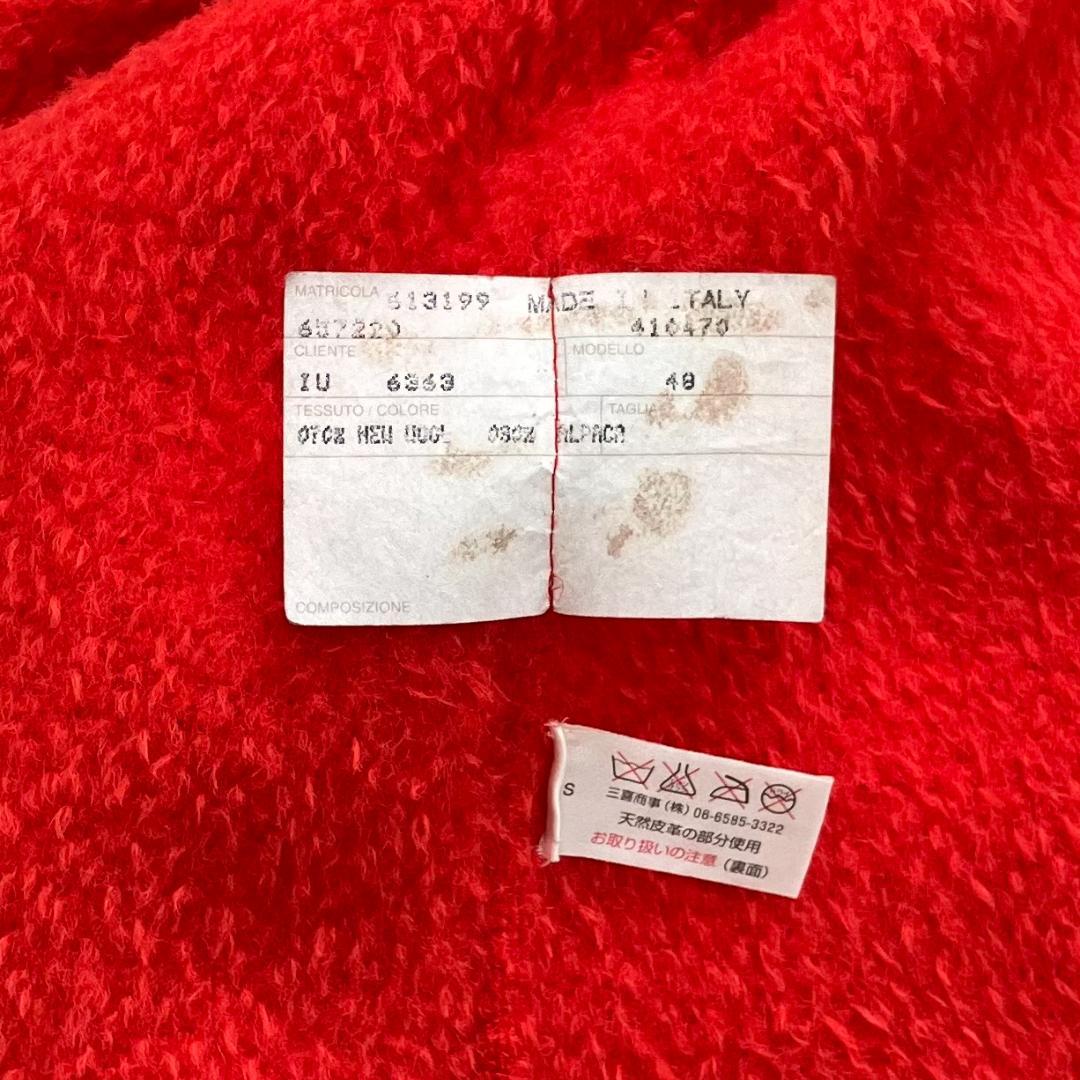 MATRICOLA 513199 MADE ITALY
657220 410470
CLIENTE MODELLO
IU 6363 48
TESSUTO / COLORE TAGLIA
070% NEW WOOL 030% ALPACA
COMPOSIZIONE
S
三喜商事(株) 06-6585-3322
天然皮革の部分使用
お取り扱いの注意(裏面)